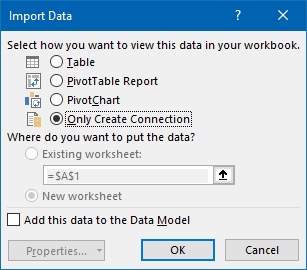 Import Data
?
Select how you want to view this data in your workbook.
Table
PivotTable Report
PivotChart
Only Create Connection
Where do you want to put the data?
Existing worksheet:
=$A$1
New worksheet
Add this data to the Data Model
Properties...
OK
Cancel